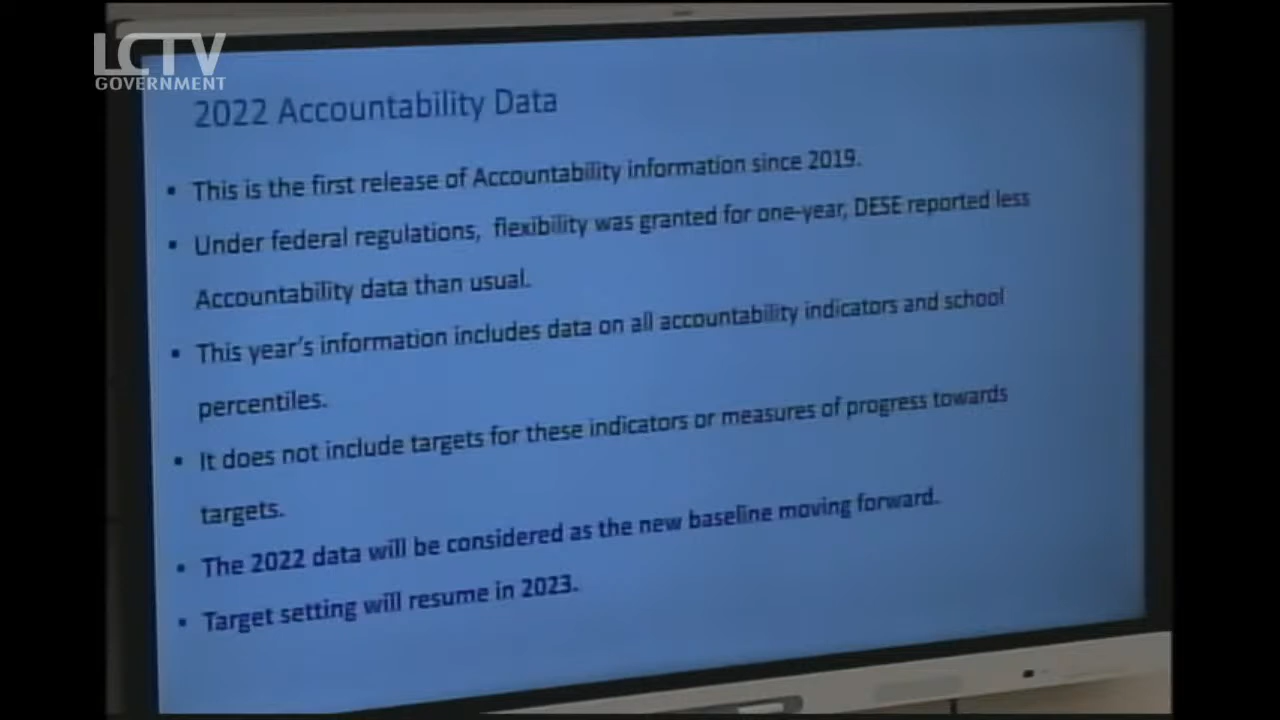 LCTV
GOVERNMENT
2022 Accountability Data
• This is the first release of Accountability information since 2019.
• Under federal regulations, flexibility was granted for one-year, DESE reported less
Accountability data than usual.
• This year's information includes data on all accountability indicators and school
percentiles.
• It does not include targets for these indicators or measures of progress towards
targets.
• The 2022 data will be considered as the new baseline moving forward.
• Target setting will resume in 2023.